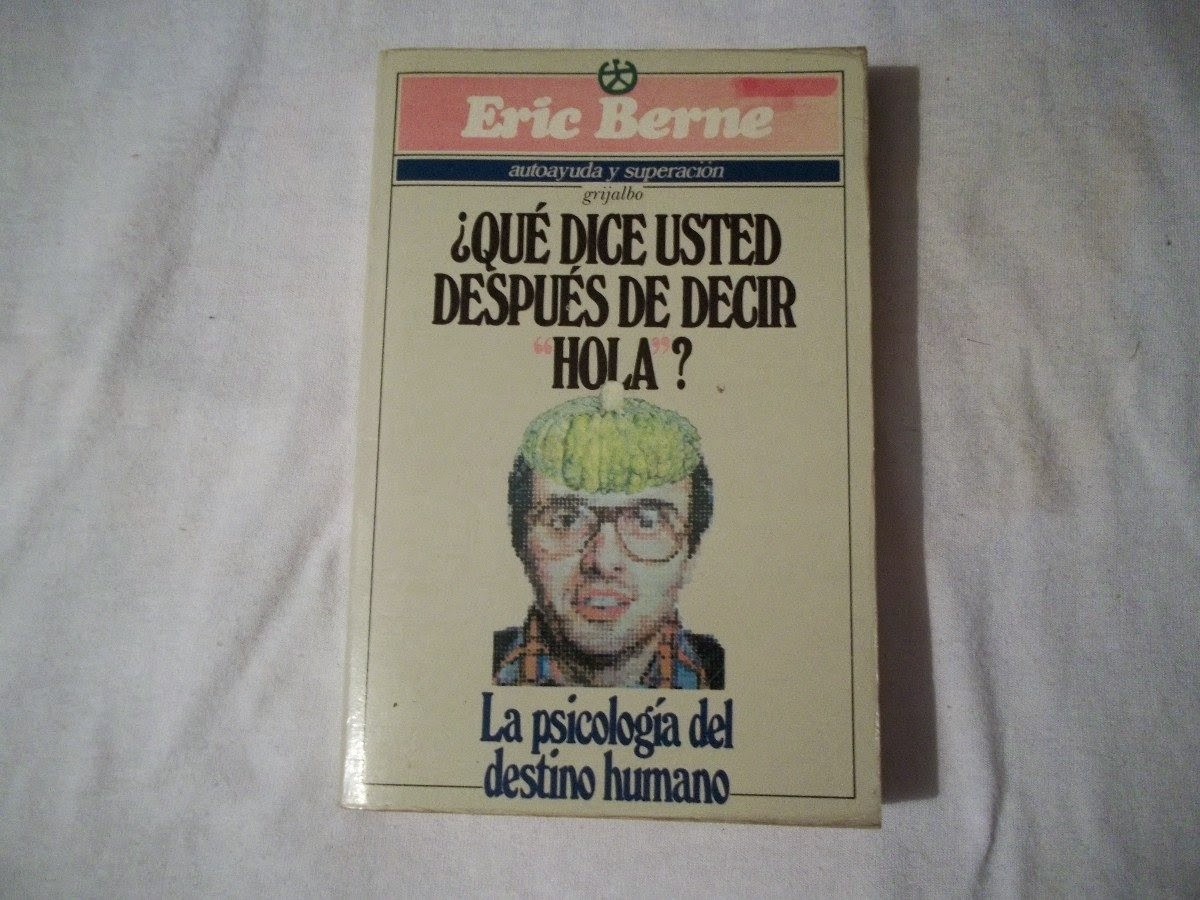 Eric Berne
autoayuda y superación
grijalbo
¿QUÉ DICE USTED
DESPUÉS DE DECIR
“HOLA”?
La psicología del
destino humano